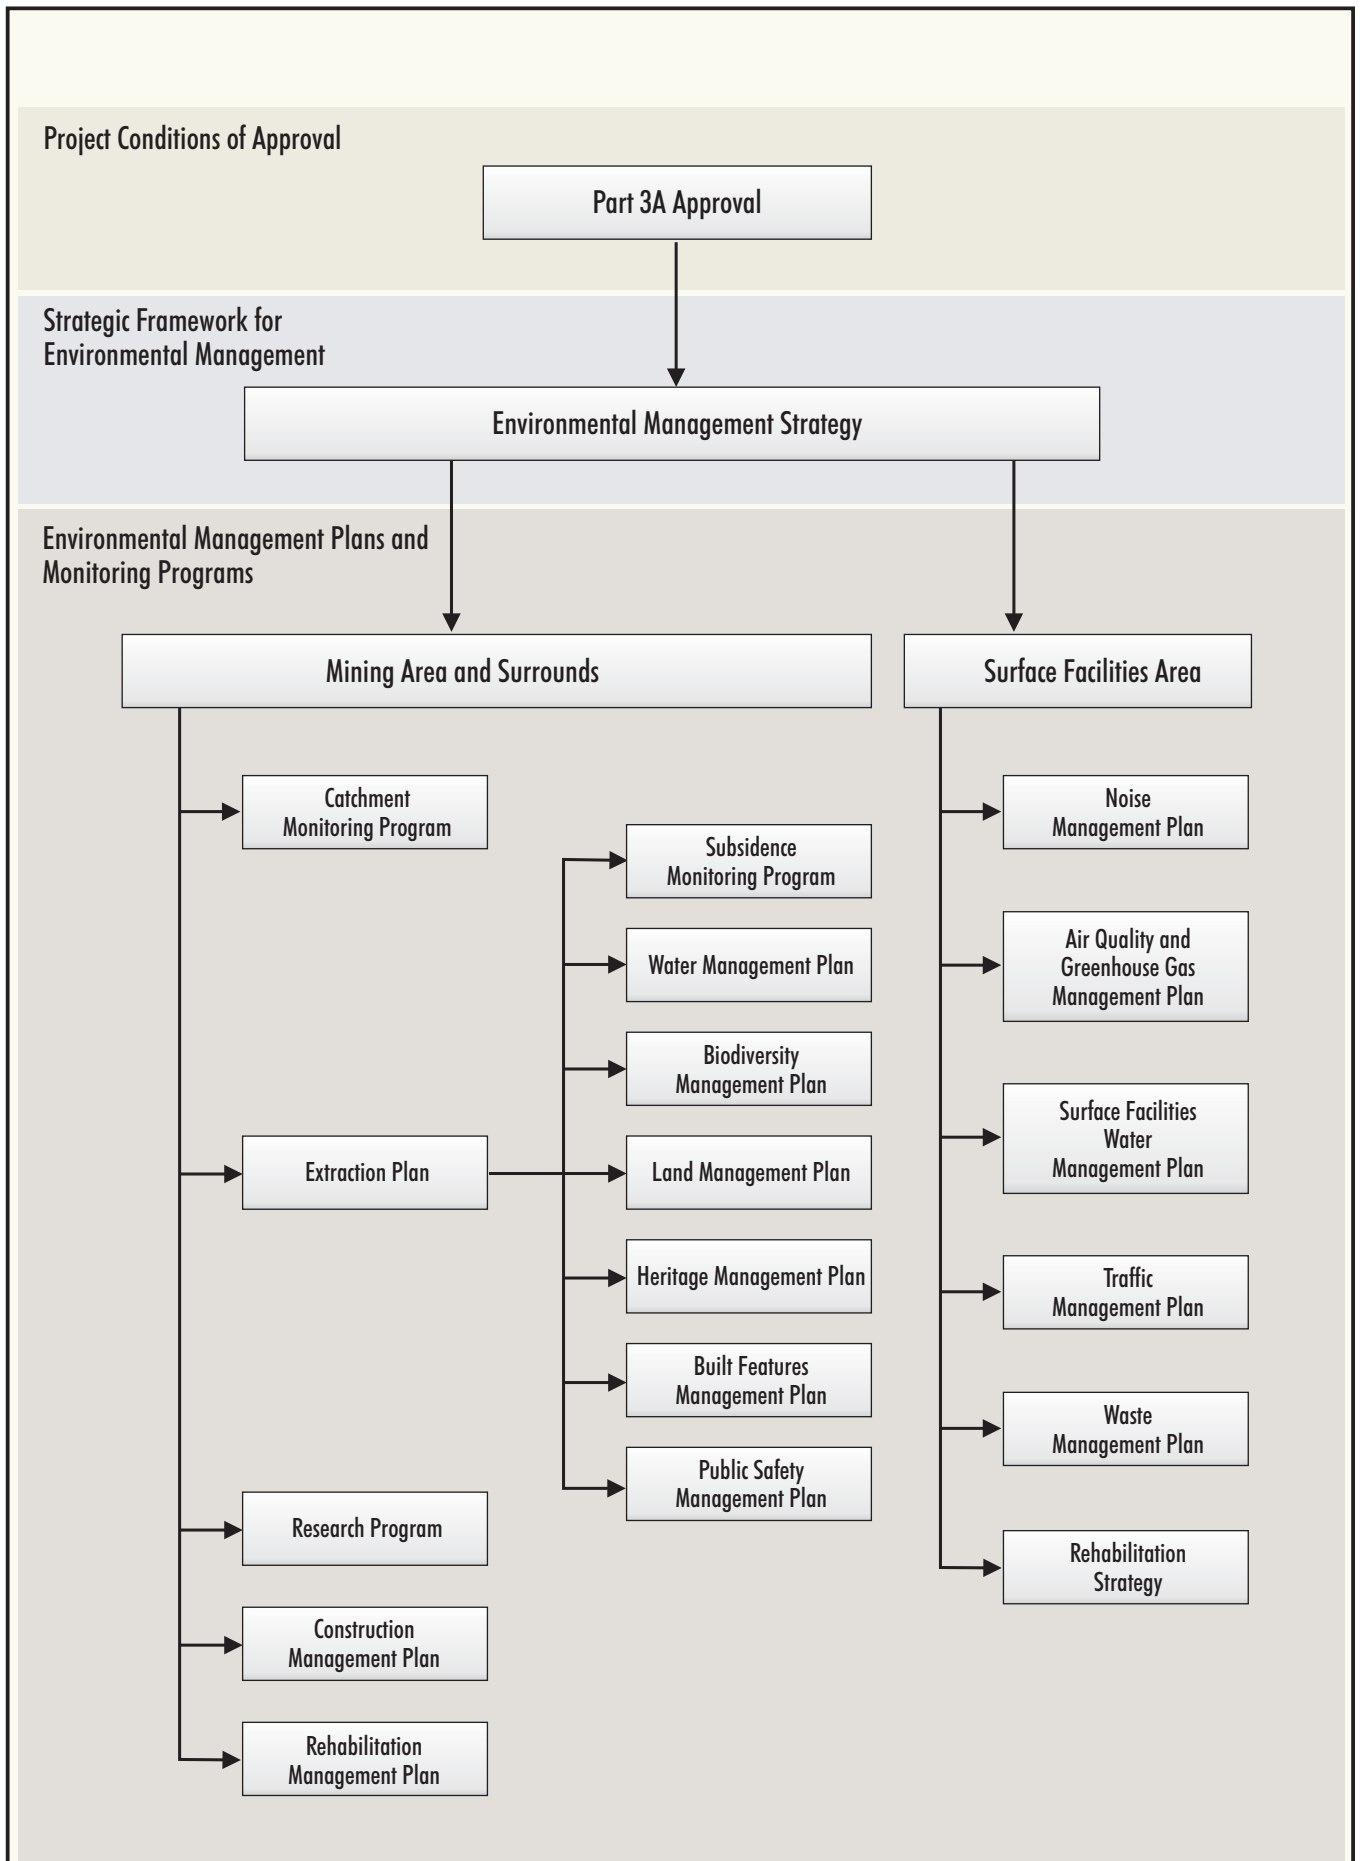 Project Conditions of Approval
Part 3A Approval
Strategic Framework for
Environmental Management
Environmental Management Strategy
Environmental Management Plans and
Monitoring Programs
Mining Area and Surrounds
Catchment
Monitoring Program
Extraction Plan
Subsidence
Monitoring Program
Water Management Plan
Biodiversity
Management Plan
Land Management Plan
Heritage Management Plan
Built Features
Management Plan
Public Safety
Management Plan
Research Program
Construction
Management Plan
Rehabilitation
Management Plan
Surface Facilities Area
Noise
Management Plan
Air Quality and
Greenhouse Gas
Management Plan
Surface Facilities
Water
Management Plan
Traffic
Management Plan
Waste
Management Plan
Rehabilitation
Strategy